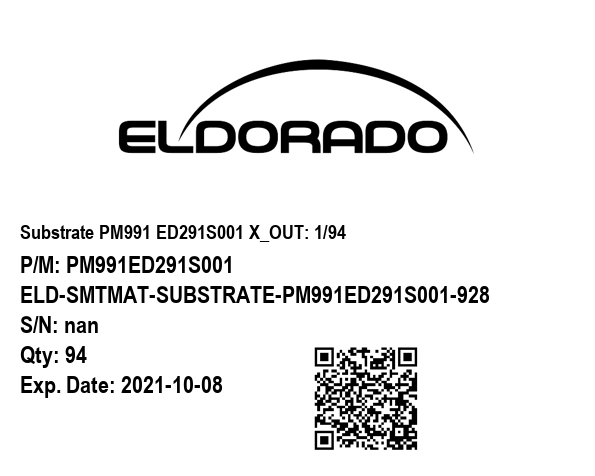 ELDORADO
Substrate PM991 ED291S001 X_OUT: 1/94
P/M: PM991ED291S001
ELD-SMTMAT-SUBSTRATE-PM991ED291S001-928
S/N: nan
Qty: 94
Exp. Date: 2021-10-08